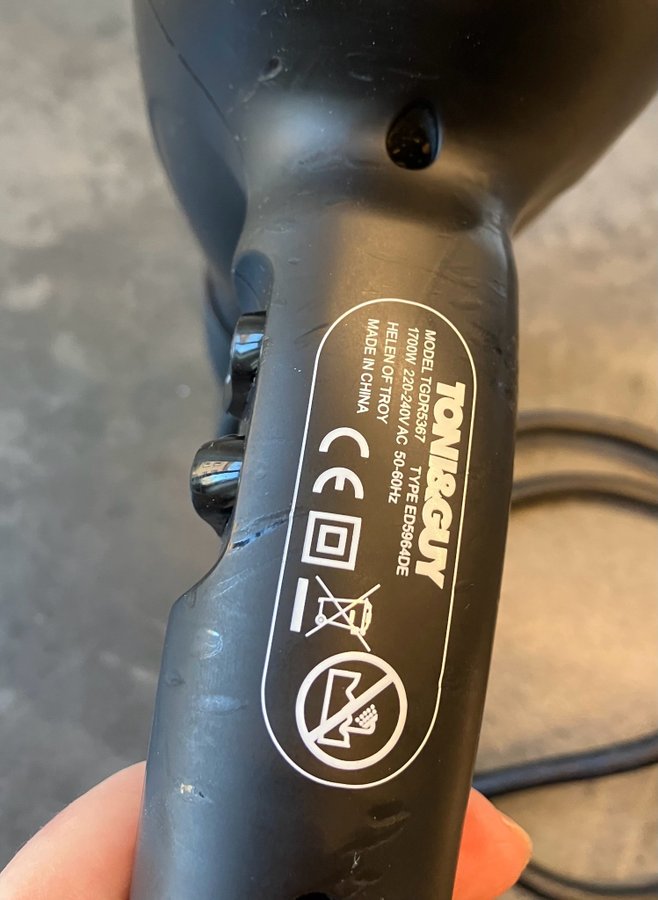 TONI&GUY
MODEL TGDR5367 TYPE ED5964DE
1700W 220-240V AC 50-60Hz
HELEN OF TROY
MADE IN CHINA
CE